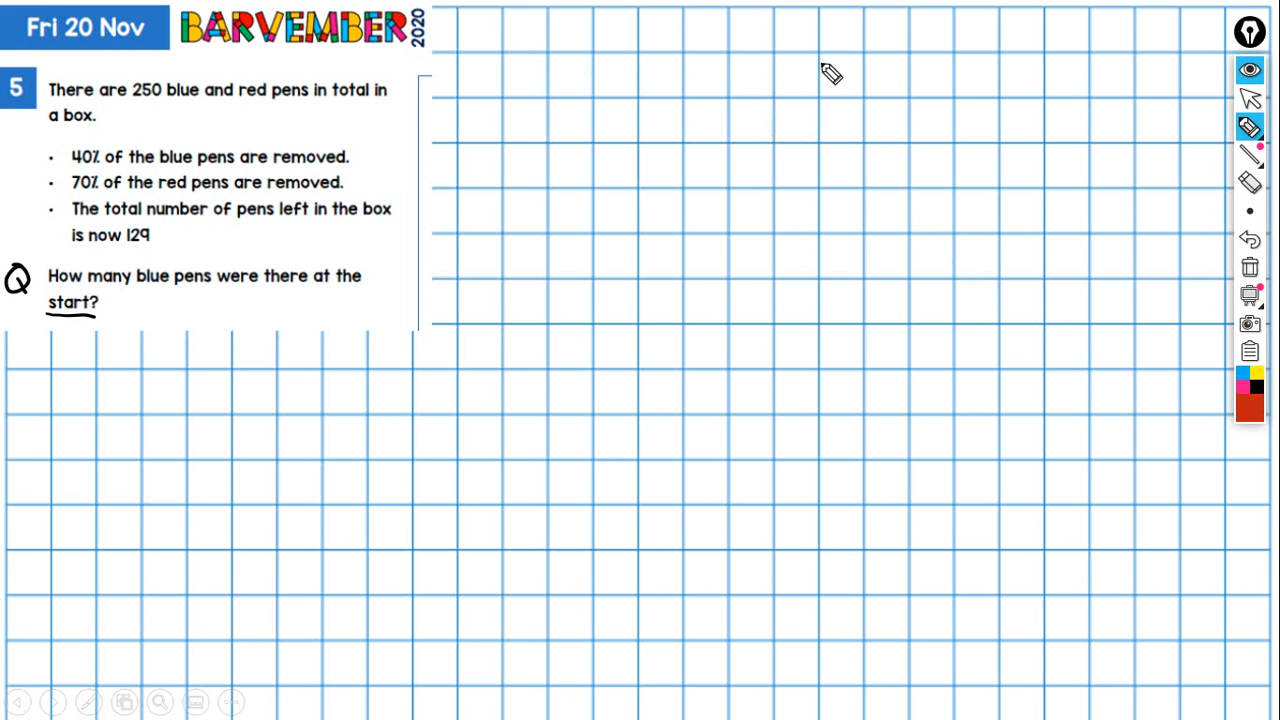 Fri 20 Nov
BARVEMBER 2020
5
There are 250 blue and red pens in total in
a box.
· 40% of the blue pens are removed.
· 70% of the red pens are removed.
· The total number of pens left in the box
is now 129
Q How many blue pens were there at the
start?